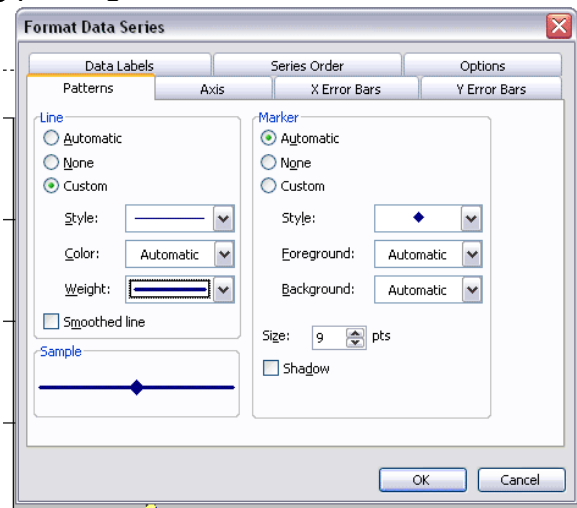 Format Data Series
Data Labels Series Order Options
Patterns Axis X Error Bars Y Error Bars
Line
Automatic
None
Custom
Style:
Color: Automatic
Weight:
Smoothed line
Sample
Marker
Automatic
None
Custom
Style:
Foreground: Automatic
Background: Automatic
Size: 9 pts
Shadow
OK Cancel